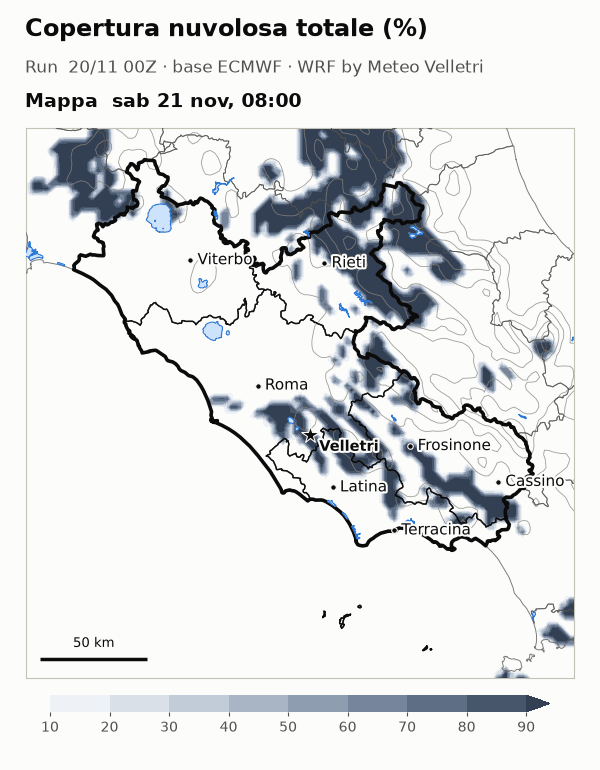 Copertura nuvolosa totale (%)
Run 20/11 00Z · base ECMWF · WRF by Meteo Velletri
Mappa sab 21 nov, 08:00
Viterbo
Rieti
Roma
Velletri
Frosinone
Cassino
Latina
Terracina
50 km
10 20 30 40 50 60 70 80 90